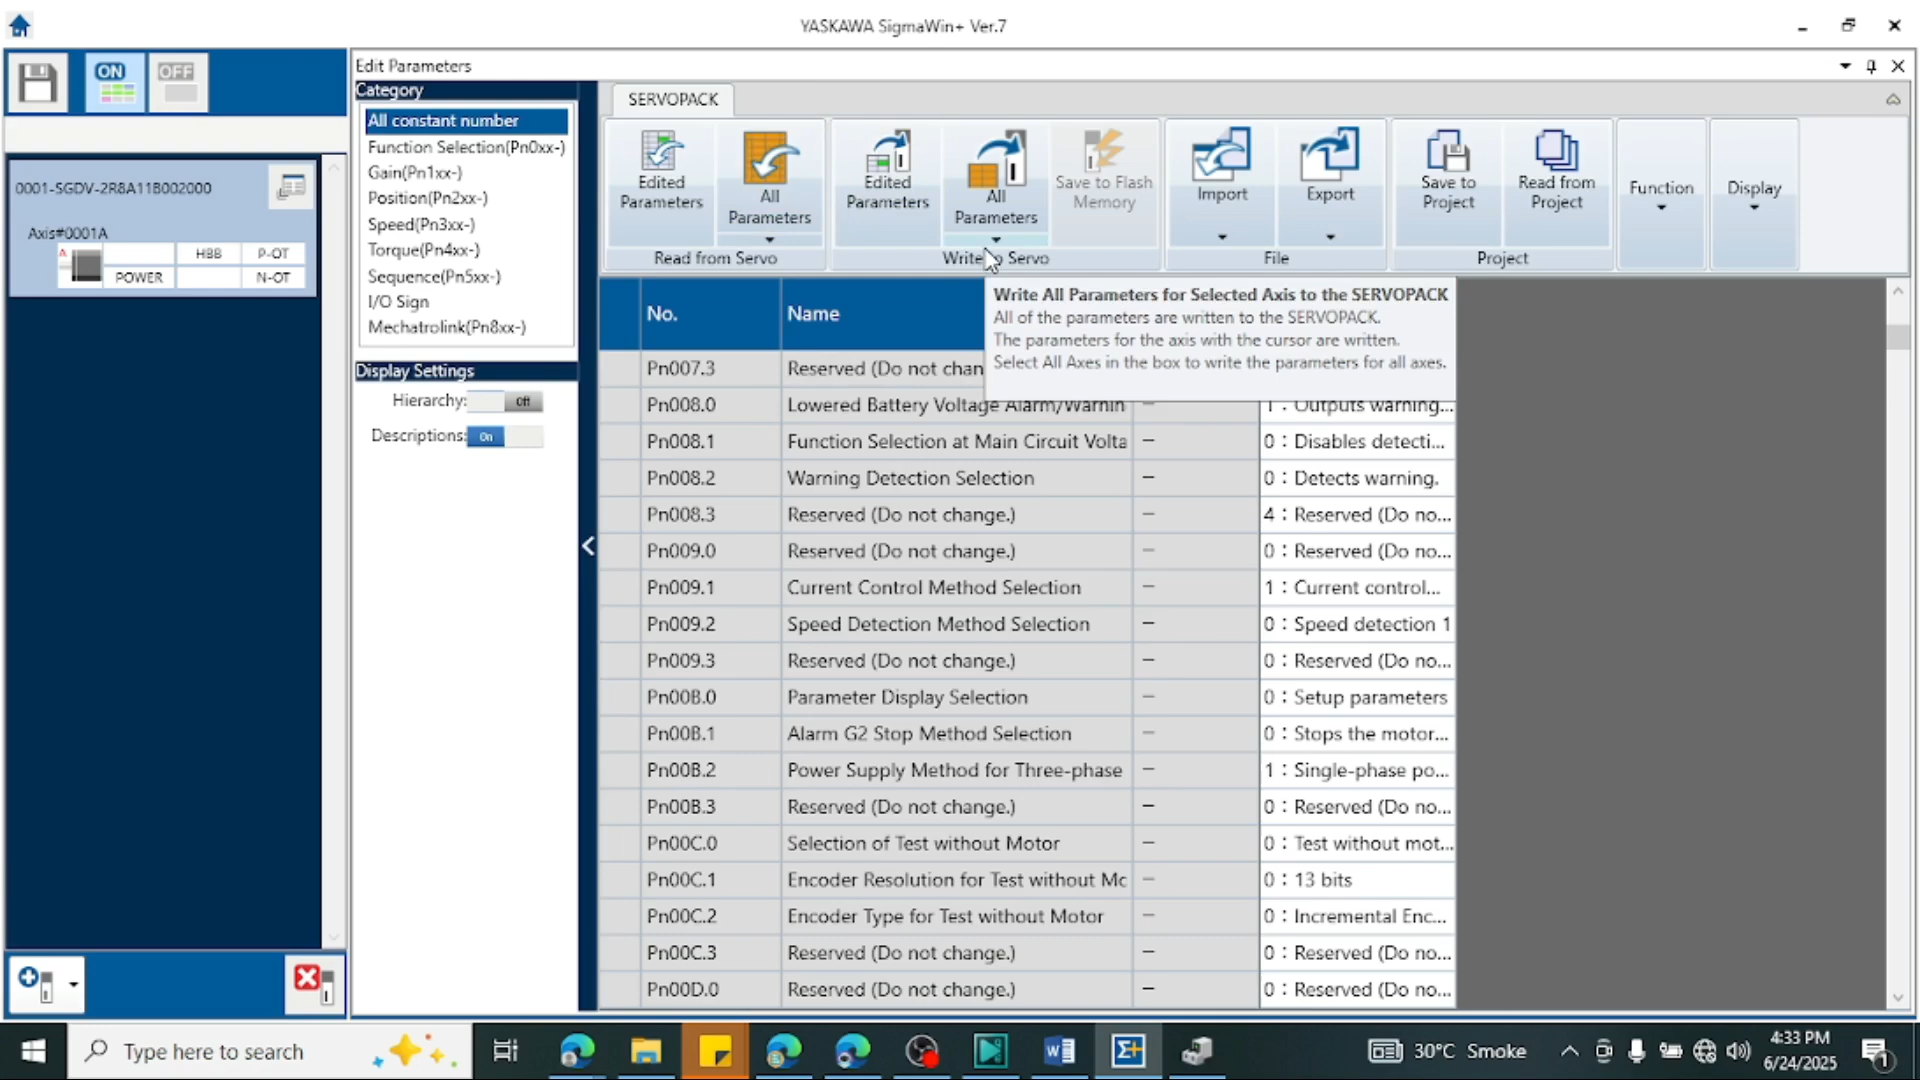 YASKAWA SigmaWin+ Ver.7
ON
OFF
0001-SGDV-2R8A11B002000
Axis#0001A
A
HBB
P-OT
POWER
N-OT
Edit Parameters
Category
All constant number
Function Selection(Pn0xx-)
Gain(Pn1xx-)
Position(Pn2xx-)
Speed(Pn3xx-)
Torque(Pn4xx-)
Sequence(Pn5xx-)
I/O Sign
Mechatrolink(Pn8xx-)
Display Settings
Hierarchy: Off
Descriptions: On
SERVOPACK
Edited Parameters
All Parameters
Read from Servo
Edited Parameters
All Parameters
Save to Flash Memory
Write to Servo
Import
Export
File
Save to Project
Read from Project
Project
Function
Display
Write All Parameters for Selected Axis to the SERVOPACK
All of the parameters are written to the SERVOPACK.
The parameters for the axis with the cursor are written.
Select All Axes in the box to write the parameters for all axes.
No. Name
Pn007.3 Reserved (Do not chan
Pn008.0 Lowered Battery Voltage Alarm/Warnin — 1 : Outputs warning...
Pn008.1 Function Selection at Main Circuit Volta — 0 : Disables detecti...
Pn008.2 Warning Detection Selection — 0 : Detects warning.
Pn008.3 Reserved (Do not change.) — 4 : Reserved (Do no...
Pn009.0 Reserved (Do not change.) — 0 : Reserved (Do no...
Pn009.1 Current Control Method Selection — 1 : Current control...
Pn009.2 Speed Detection Method Selection — 0 : Speed detection 1
Pn009.3 Reserved (Do not change.) — 0 : Reserved (Do no...
Pn00B.0 Parameter Display Selection — 0 : Setup parameters
Pn00B.1 Alarm G2 Stop Method Selection — 0 : Stops the motor...
Pn00B.2 Power Supply Method for Three-phase — 1 : Single-phase po...
Pn00B.3 Reserved (Do not change.) — 0 : Reserved (Do no...
Pn00C.0 Selection of Test without Motor — 0 : Test without mot...
Pn00C.1 Encoder Resolution for Test without Mc — 0 : 13 bits
Pn00C.2 Encoder Type for Test without Motor — 0 : Incremental Enc...
Pn00C.3 Reserved (Do not change.) — 0 : Reserved (Do no...
Pn00D.0 Reserved (Do not change.) — 0 : Reserved (Do no...
Type here to search
30°C Smoke
4:33 PM
6/24/2025
1